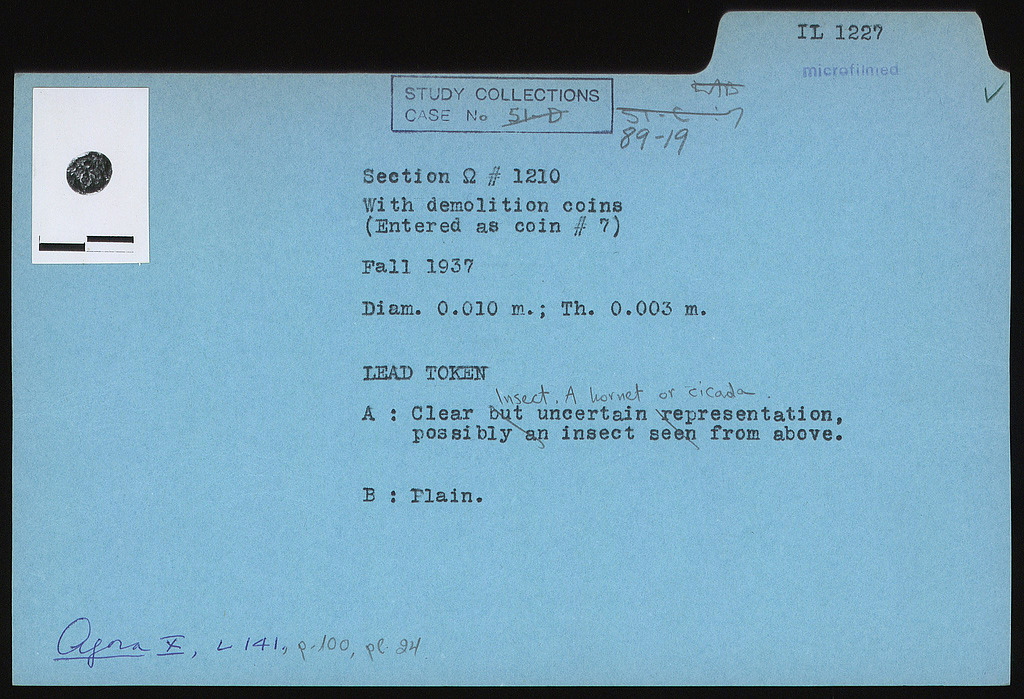 IL 1227
microfilmed
STUDY COLLECTIONS
CASE No 51-D
89-19
Section Ω # 1210
With demolition coins
(Entered as coin # 7)
Fall 1937
Diam. 0.010 m.; Th. 0.003 m.
LEAD TOKEN
Insect. A hornet or cicada.
A : Clear but uncertain representation,
possibly an insect seen from above.
B : Plain.
Agora X, L 141, p. 100, pl. 24